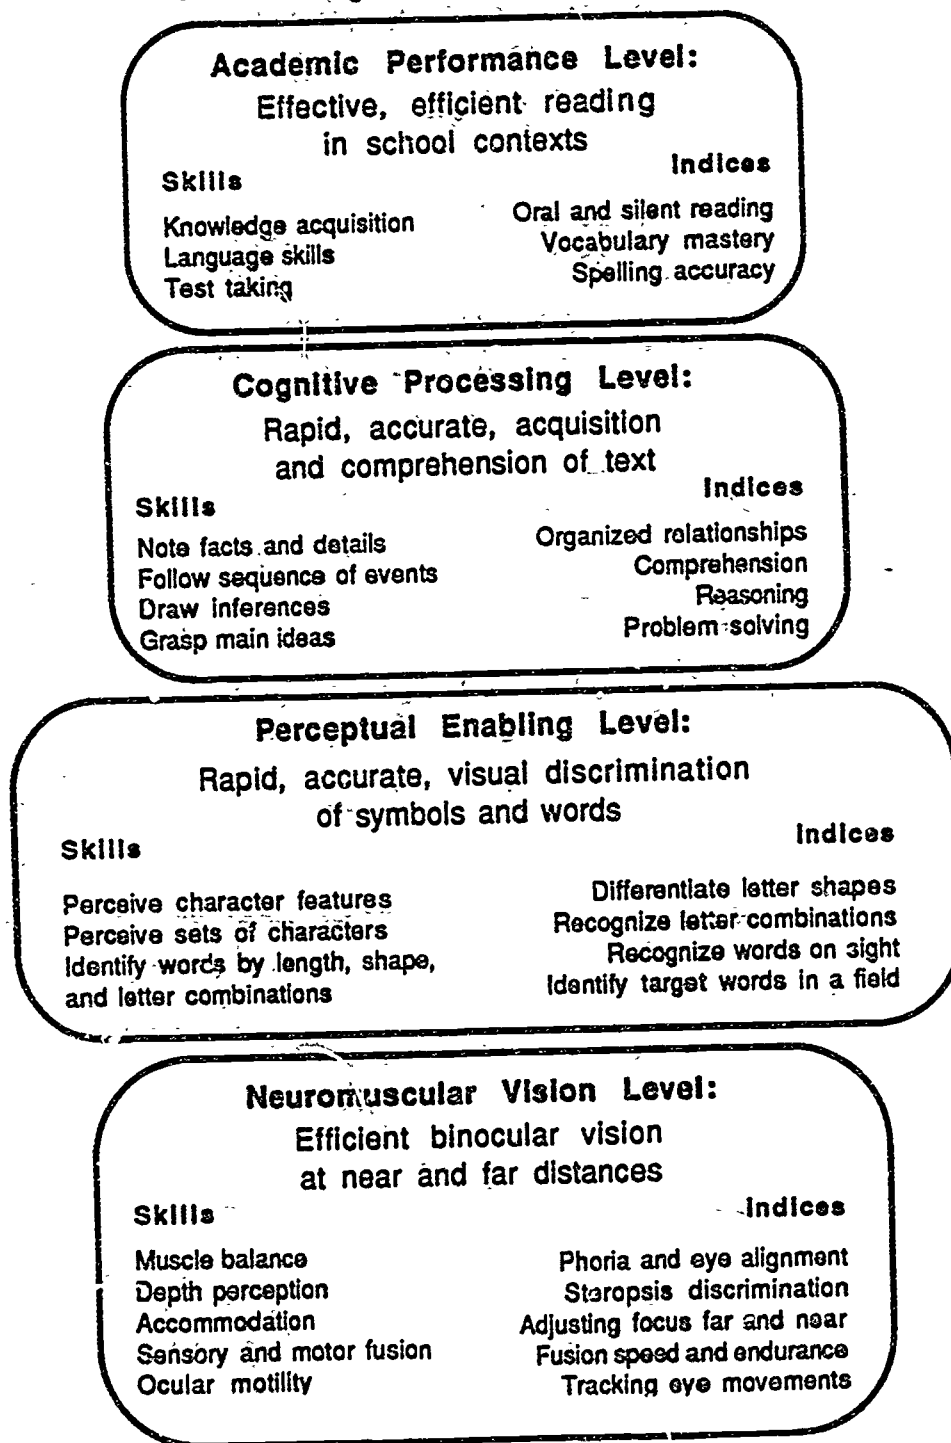 Academic Performance Level:
Effective, efficient reading
in school contexts
Skills
Indices
Knowledge acquisition
Language skills
Test taking
Oral and silent reading
Vocabulary mastery
Spelling accuracy
Cognitive Processing Level:
Rapid, accurate, acquisition
and comprehension of text
Skills
Indices
Note facts and details
Follow sequence of events
Draw inferences
Grasp main ideas
Organized relationships
Comprehension
Reasoning
Problem solving
Perceptual Enabling Level:
Rapid, accurate, visual discrimination
of symbols and words
Skills
Indices
Perceive character features
Perceive sets of characters
Identify words by length, shape,
and letter combinations
Differentiate letter shapes
Recognize letter combinations
Recognize words on sight
Identify target words in a field
Neuromuscular Vision Level:
Efficient binocular vision
at near and far distances
Skills
Indices
Muscle balance
Depth perception
Accommodation
Sensory and motor fusion
Ocular motility
Phoria and eye alignment
Steropsis discrimination
Adjusting focus far and near
Fusion speed and endurance
Tracking eye movements